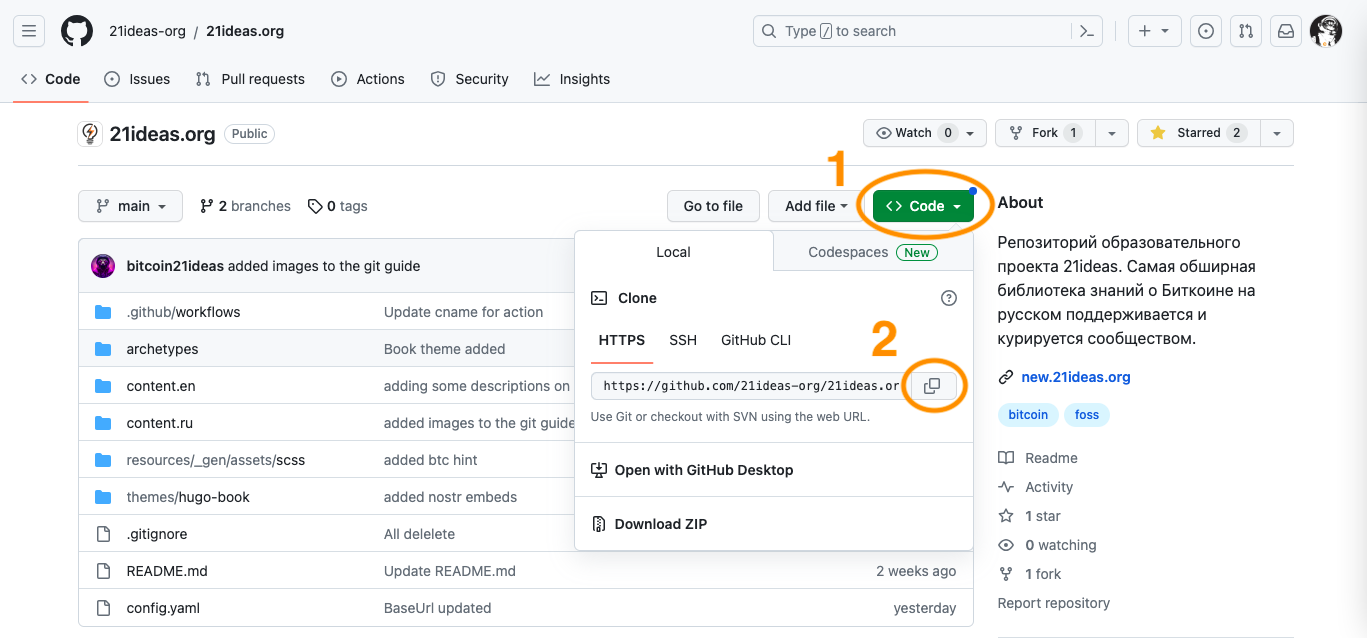 21ideas-org / 21ideas.org
Type / to search
Code
Issues
Pull requests
Actions
Security
Insights
21ideas.org Public
Watch 0
Fork 1
Starred 2
1
main
2 branches
0 tags
Go to file
Add file
Code
bitcoin21ideas added images to the git guide
.github/workflows Update cname for action
archetypes Book theme added
content.en adding some descriptions on
content.ru added images to the git guide
resources/_gen/assets/scss added btc hint
themes/hugo-book added nostr embeds
.gitignore All delelete
README.md Update README.md 2 weeks ago
config.yaml BaseUrl updated yesterday
Local
Codespaces New
Clone
2
HTTPS SSH GitHub CLI
https://github.com/21ideas-org/21ideas.or
Use Git or checkout with SVN using the web URL.
Open with GitHub Desktop
Download ZIP
About
Репозиторий образовательного
проекта 21ideas. Самая обширная
библиотека знаний о Биткоине на
русском поддерживается и
курируется сообществом.
new.21ideas.org
bitcoin foss
Readme
Activity
1 star
0 watching
1 fork
Report repository